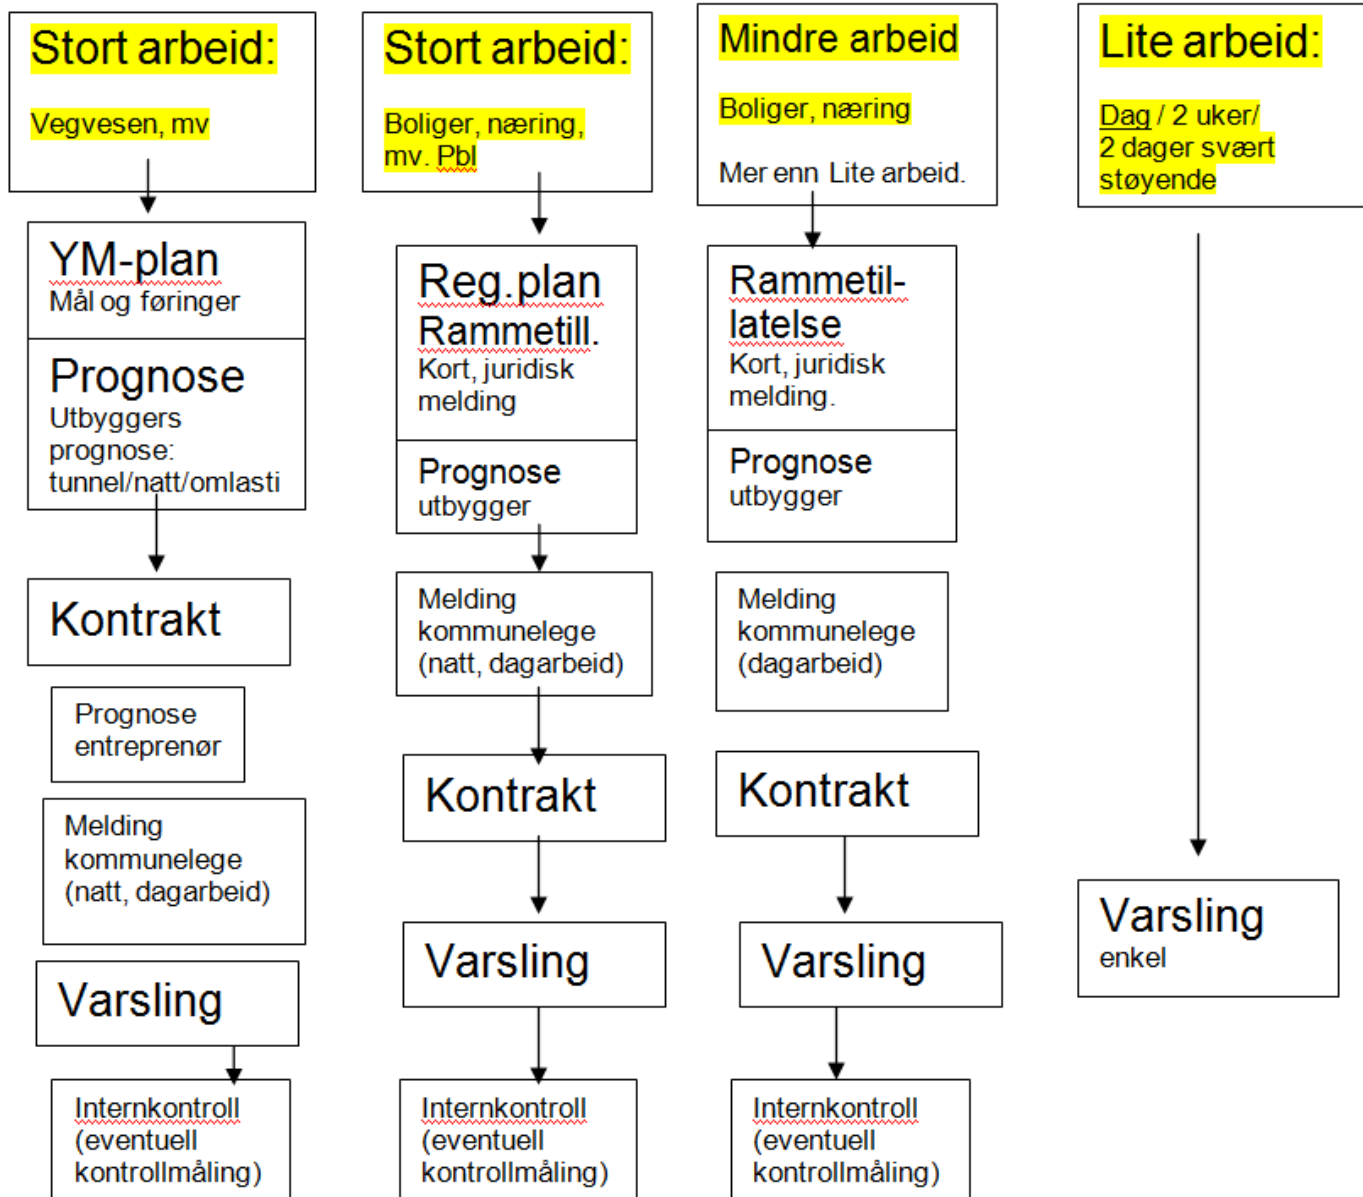 Stort arbeid:
Vegvesen, mv
YM-plan
Mål og føringer
Prognose
Utbyggers
prognose:
tunnel/natt/omlasti
Kontrakt
Prognose
entreprenør
Melding
kommunelege
(natt, dagarbeid)
Varsling
Internkontroll
(eventuell
kontrollmåling)
Stort arbeid:
Boliger, næring,
mv. Pbl
Reg.plan
Rammetill.
Kort, juridisk
melding
Prognose
utbygger
Melding
kommunelege
(natt, dagarbeid)
Kontrakt
Varsling
Internkontroll
(eventuell
kontrollmåling)
Mindre arbeid
Boliger, næring
Mer enn Lite arbeid.
Rammetil-
latelse
Kort, juridisk
melding.
Prognose
utbygger
Melding
kommunelege
(dagarbeid)
Kontrakt
Varsling
Internkontroll
(eventuell
kontrollmåling)
Lite arbeid:
Dag / 2 uker/
2 dager svært
støyende
Varsling
enkel